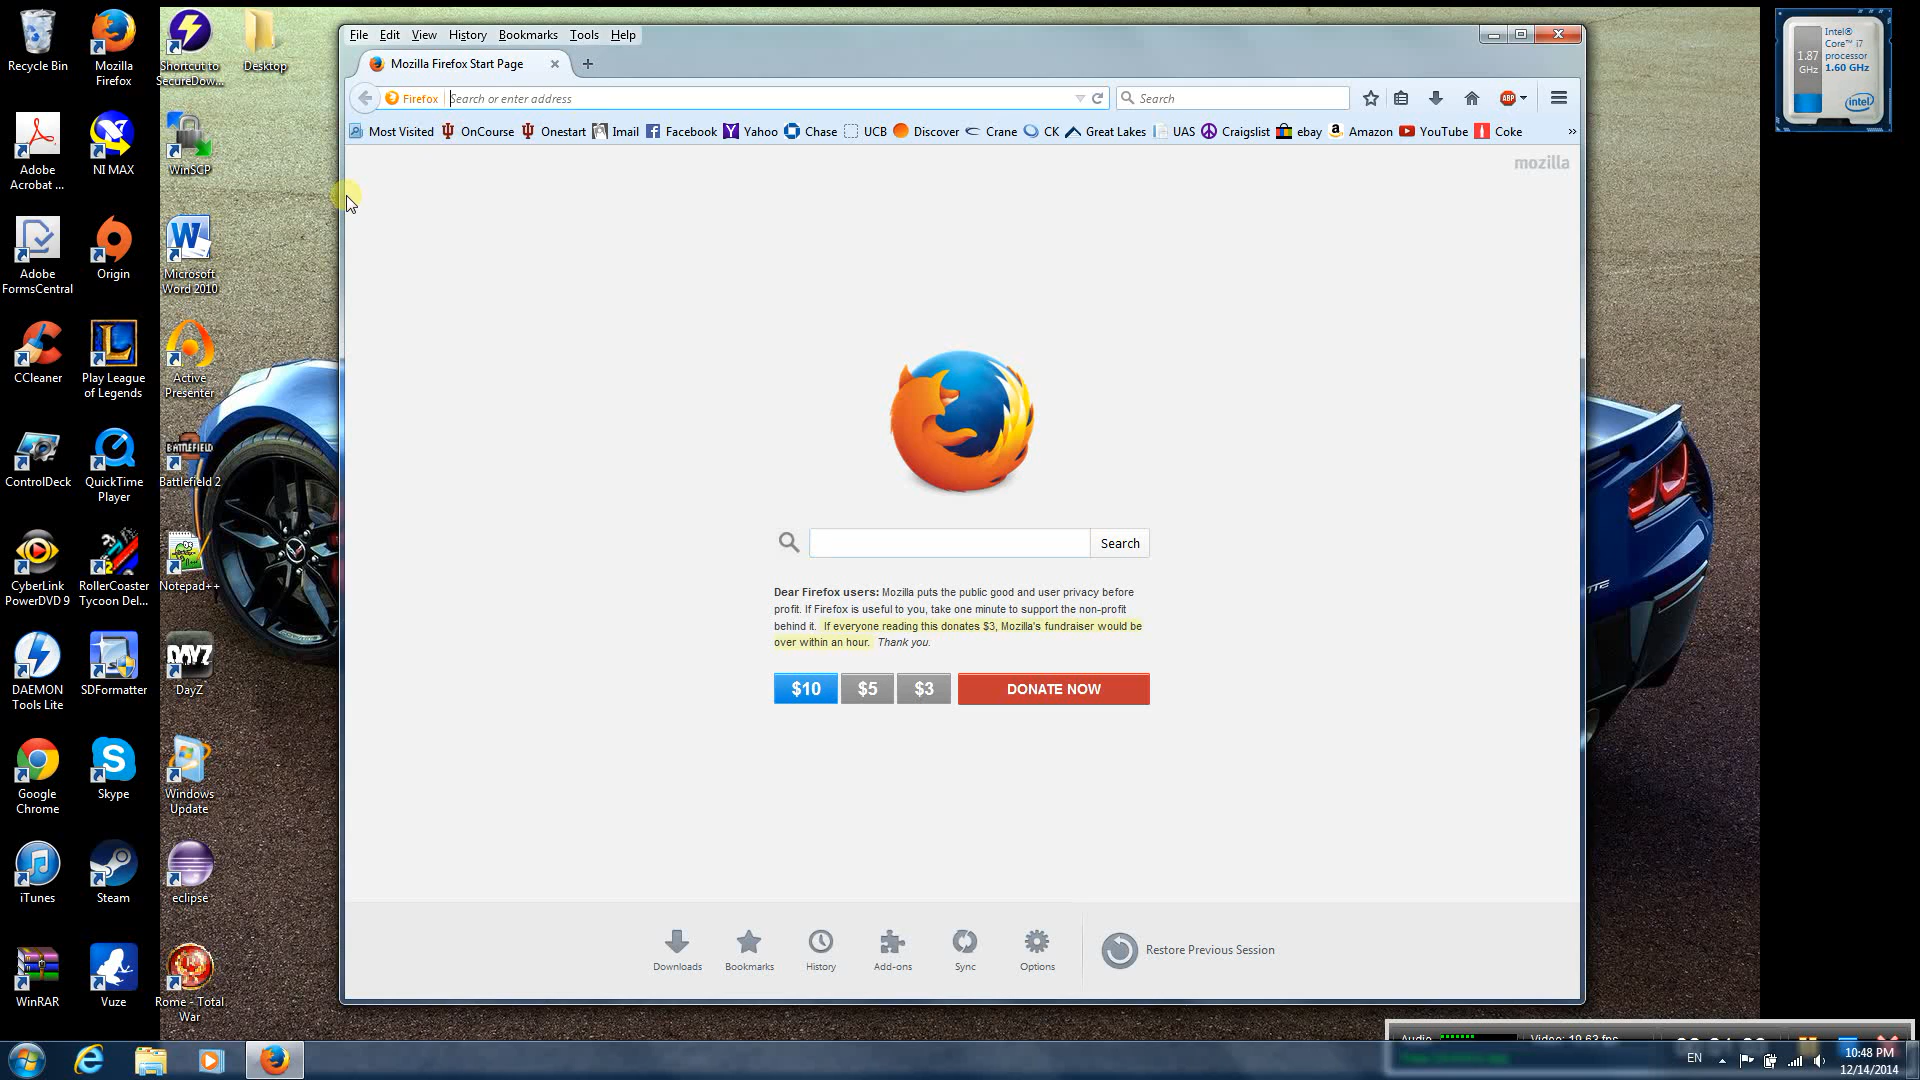 File Edit View History Bookmarks Tools Help
Mozilla Firefox Start Page
Firefox Search or enter address
Search
Most Visited OnCourse Onestart Imail Facebook Yahoo Chase UCB Discover Crane CK Great Lakes UAS Craigslist ebay Amazon YouTube Coke »
mozilla
Search
Dear Firefox users: Mozilla puts the public good and user privacy before
profit. If Firefox is useful to you, take one minute to support the non-profit
behind it. If everyone reading this donates $3, Mozilla's fundraiser would be
over within an hour. Thank you.
$10 $5 $3 DONATE NOW
Downloads Bookmarks History Add-ons Sync Options Restore Previous Session
Recycle Bin
Mozilla
Firefox
Shortcut to
SecureDow...
Desktop
Adobe
Acrobat ...
NI MAX
WinSCP
Adobe
FormsCentral
Origin
Microsoft
Word 2010
CCleaner
Play League
of Legends
Active
Presenter
ControlDeck
QuickTime
Player
BATTLEFIELD
Battlefield 2
CyberLink
PowerDVD 9
RollerCoaster
Tycoon Del...
Notepad++
DAEMON
Tools Lite
SDFormatter
DAYZ
DayZ
Google
Chrome
Skype
Windows
Update
iTunes
Steam
eclipse
WinRAR
Vuze
Rome - Total
War
1.87
GHz
Intel®
Core™ i7
processor
1.60 GHz
intel
ABP
Audio
Video: 19.63 fps
EN
10:48 PM
12/14/2014